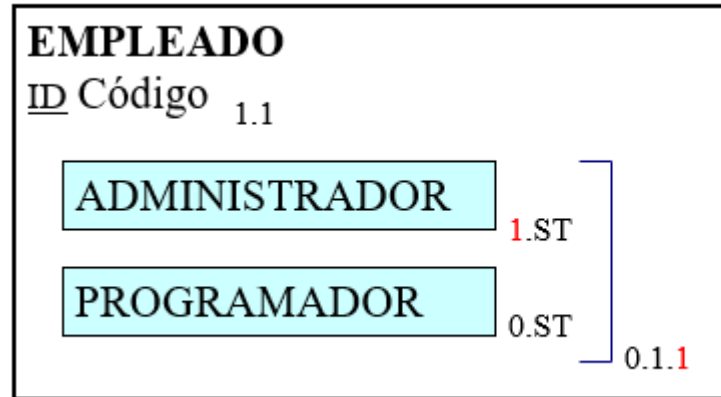 EMPLEADO
ID Código 1.1
ADMINISTRADOR
1.ST
PROGRAMADOR
0.ST
0.1.1